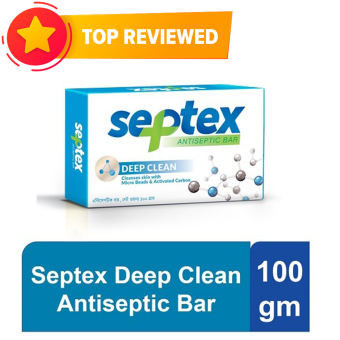 TOP REVIEWED
septex
ANTISEPTIC BAR
DEEP CLEAN
Cleanses skin with
Micro Beads & Activated Carbon
Septex Deep Clean
Antiseptic Bar
100
gm